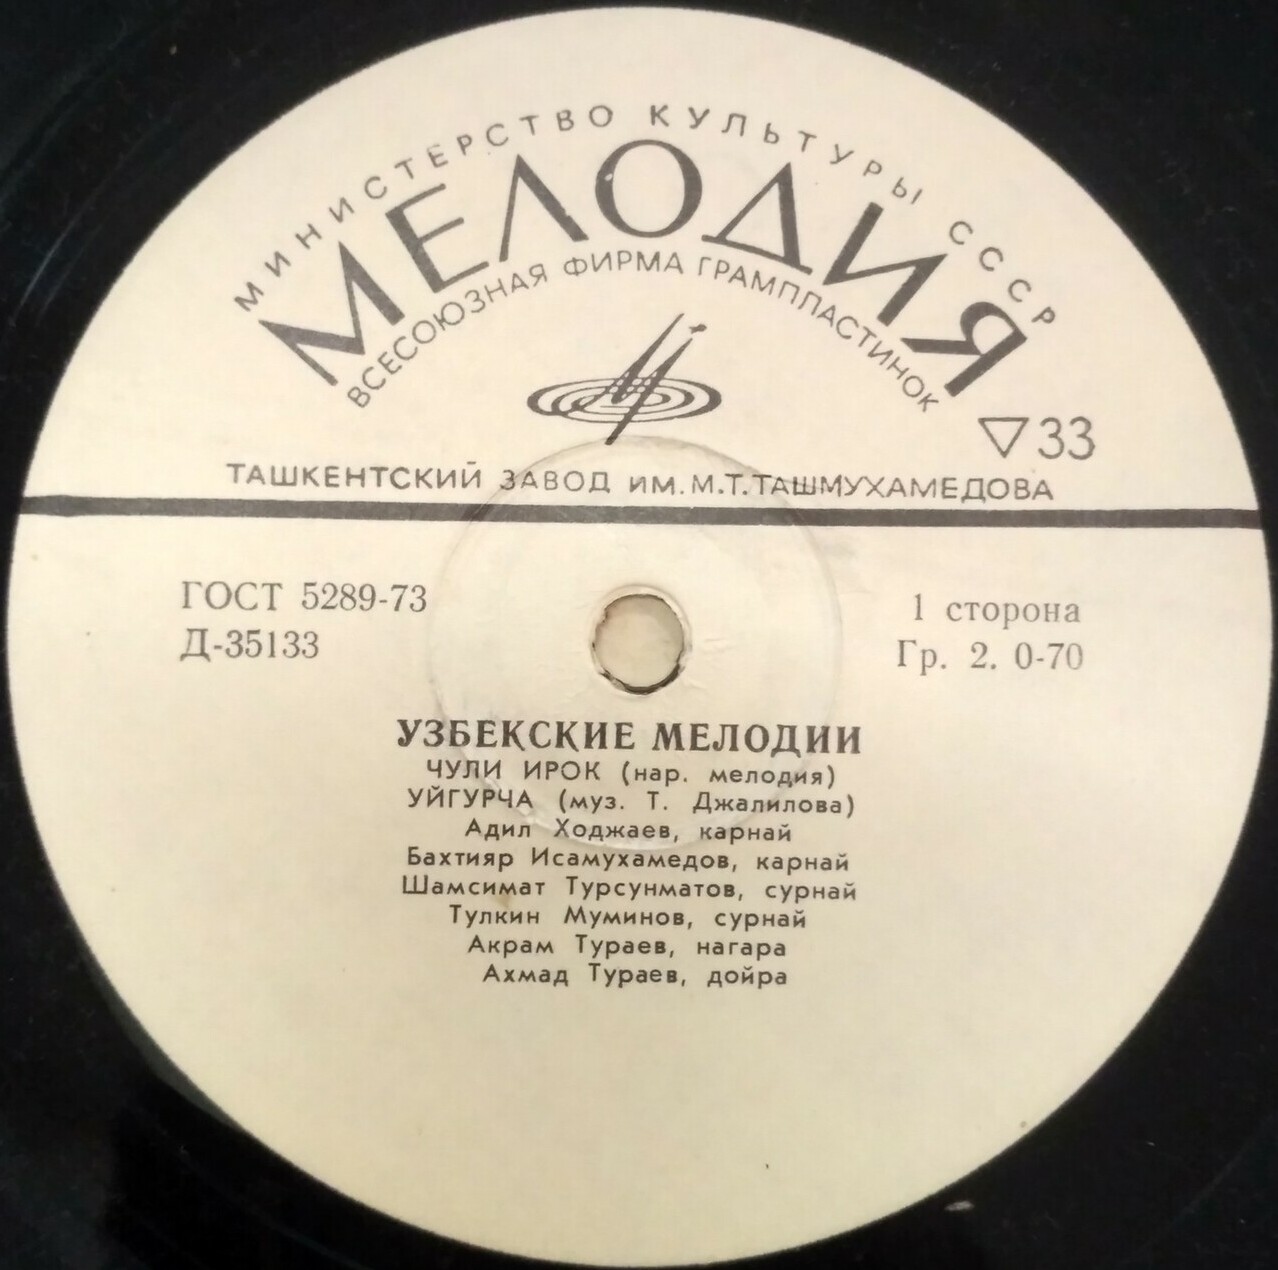 МИНИСТЕРСТВО КУЛЬТУРЫ СССР
МЕЛОДИЯ
ВСЕСОЮЗНАЯ ФИРМА ГРАМПЛАСТИНОК
33
ТАШКЕНТСКИЙ ЗАВОД ИМ. М.Т.ТАШМУХАМЕДОВА
ГОСТ 5289-73
Д-35133
1 сторона
Гр. 2. 0-70
УЗБЕКСКИЕ МЕЛОДИИ
ЧУЛИ ИРОК (нар. мелодия)
УЙГУРЧА (муз. Т. Джалилова)
Адил Ходжаев, карнай
Бахтияр Исамухамедов, карнай
Шамсимат Турсунматов, сурнай
Тулкин Муминов, сурнай
Акрам Тураев, нагара
Ахмад Тураев, дойра